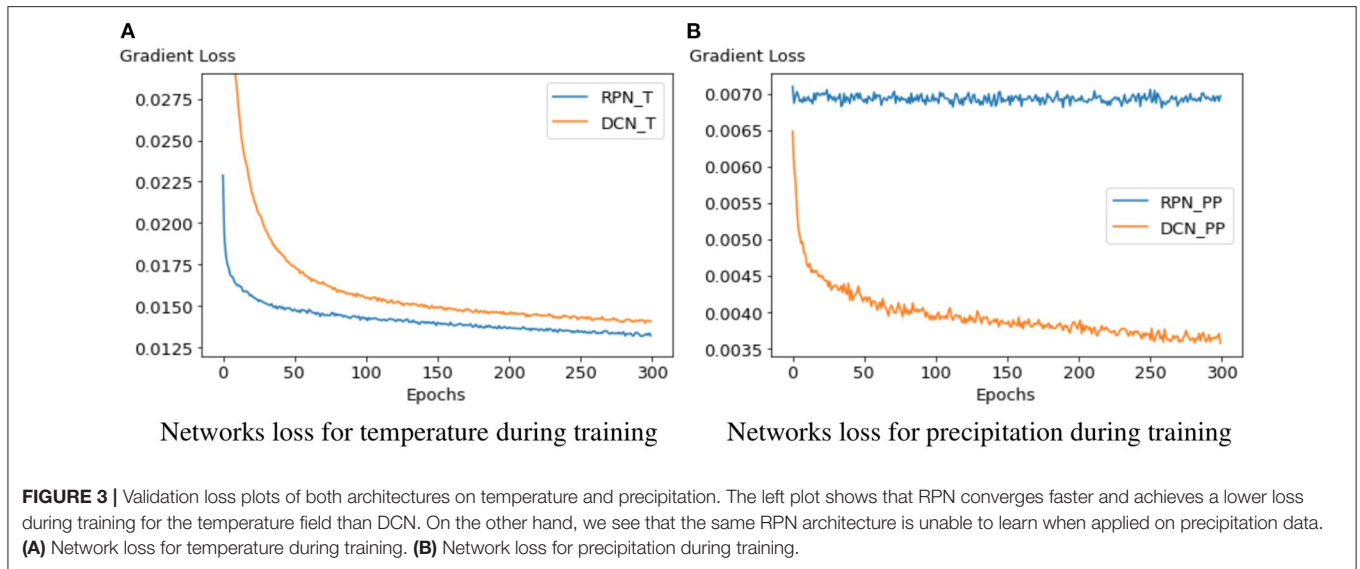 A
Gradient Loss
0.0275
0.0250
0.0225
0.0200
0.0175
0.0150
0.0125
RPN_T
DCN_T
0 50 100 150 200 250 300
Epochs
Networks loss for temperature during training
B
Gradient Loss
0.0070
0.0065
0.0060
0.0055
0.0050
0.0045
0.0040
0.0035
RPN_PP
DCN_PP
0 50 100 150 200 250 300
Epochs
Networks loss for precipitation during training
FIGURE 3 | Validation loss plots of both architectures on temperature and precipitation. The left plot shows that RPN converges faster and achieves a lower loss
during training for the temperature field than DCN. On the other hand, we see that the same RPN architecture is unable to learn when applied on precipitation data.
(A) Network loss for temperature during training. (B) Network loss for precipitation during training.